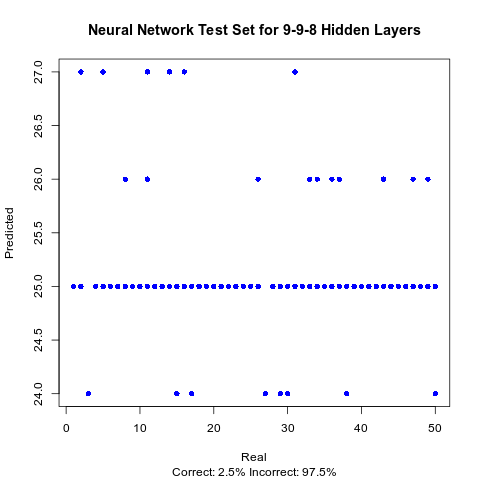 Neural Network Test Set for 9-9-8 Hidden Layers
27.0
26.5
26.0
25.5
25.0
24.5
24.0
Predicted
0 10 20 30 40 50
Real
Correct: 2.5% Incorrect: 97.5%